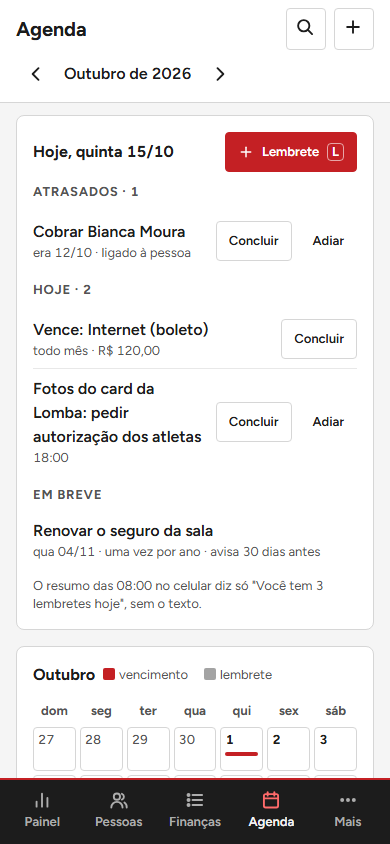 Agenda
Outubro de 2026
Hoje, quinta 15/10
Lembrete L
ATRASADOS · 1
Cobrar Bianca Moura
era 12/10 · ligado à pessoa
Concluir
Adiar
HOJE · 2
Vence: Internet (boleto)
todo mês · R$ 120,00
Concluir
Fotos do card da
Lomba: pedir
autorização dos atletas
18:00
Concluir
Adiar
EM BREVE
Renovar o seguro da sala
qua 04/11 · uma vez por ano · avisa 30 dias antes
O resumo das 08:00 no celular diz só "Você tem 3
lembretes hoje", sem o texto.
Outubro vencimento lembrete
dom seg ter qua qui sex sáb
27 28 29 30 1 2 3
Painel Pessoas Finanças Agenda Mais